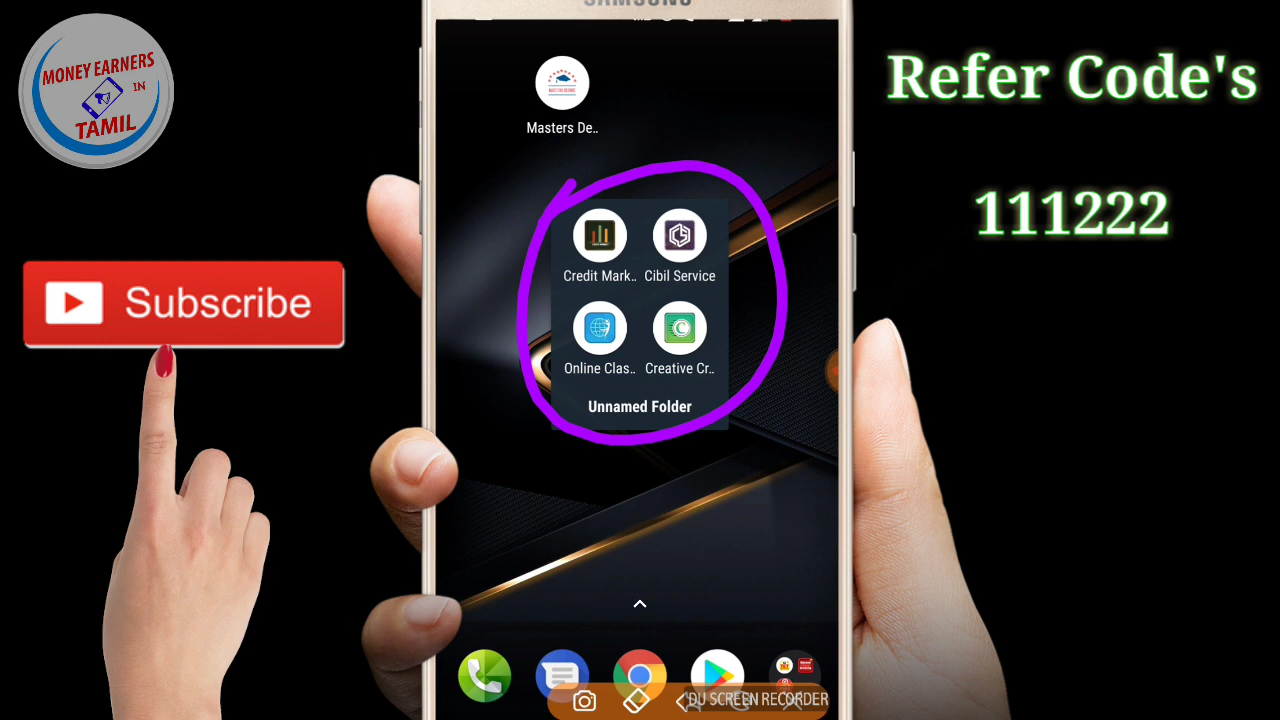 SAMSUNG
MONEY EARNERS
IN
TAMIL
Refer Code's
111222
Subscribe
Masters De..
Credit Mark..
Cibil Service
Online Clas..
Creative Cr..
Unnamed Folder
DU SCREEN RECORDER